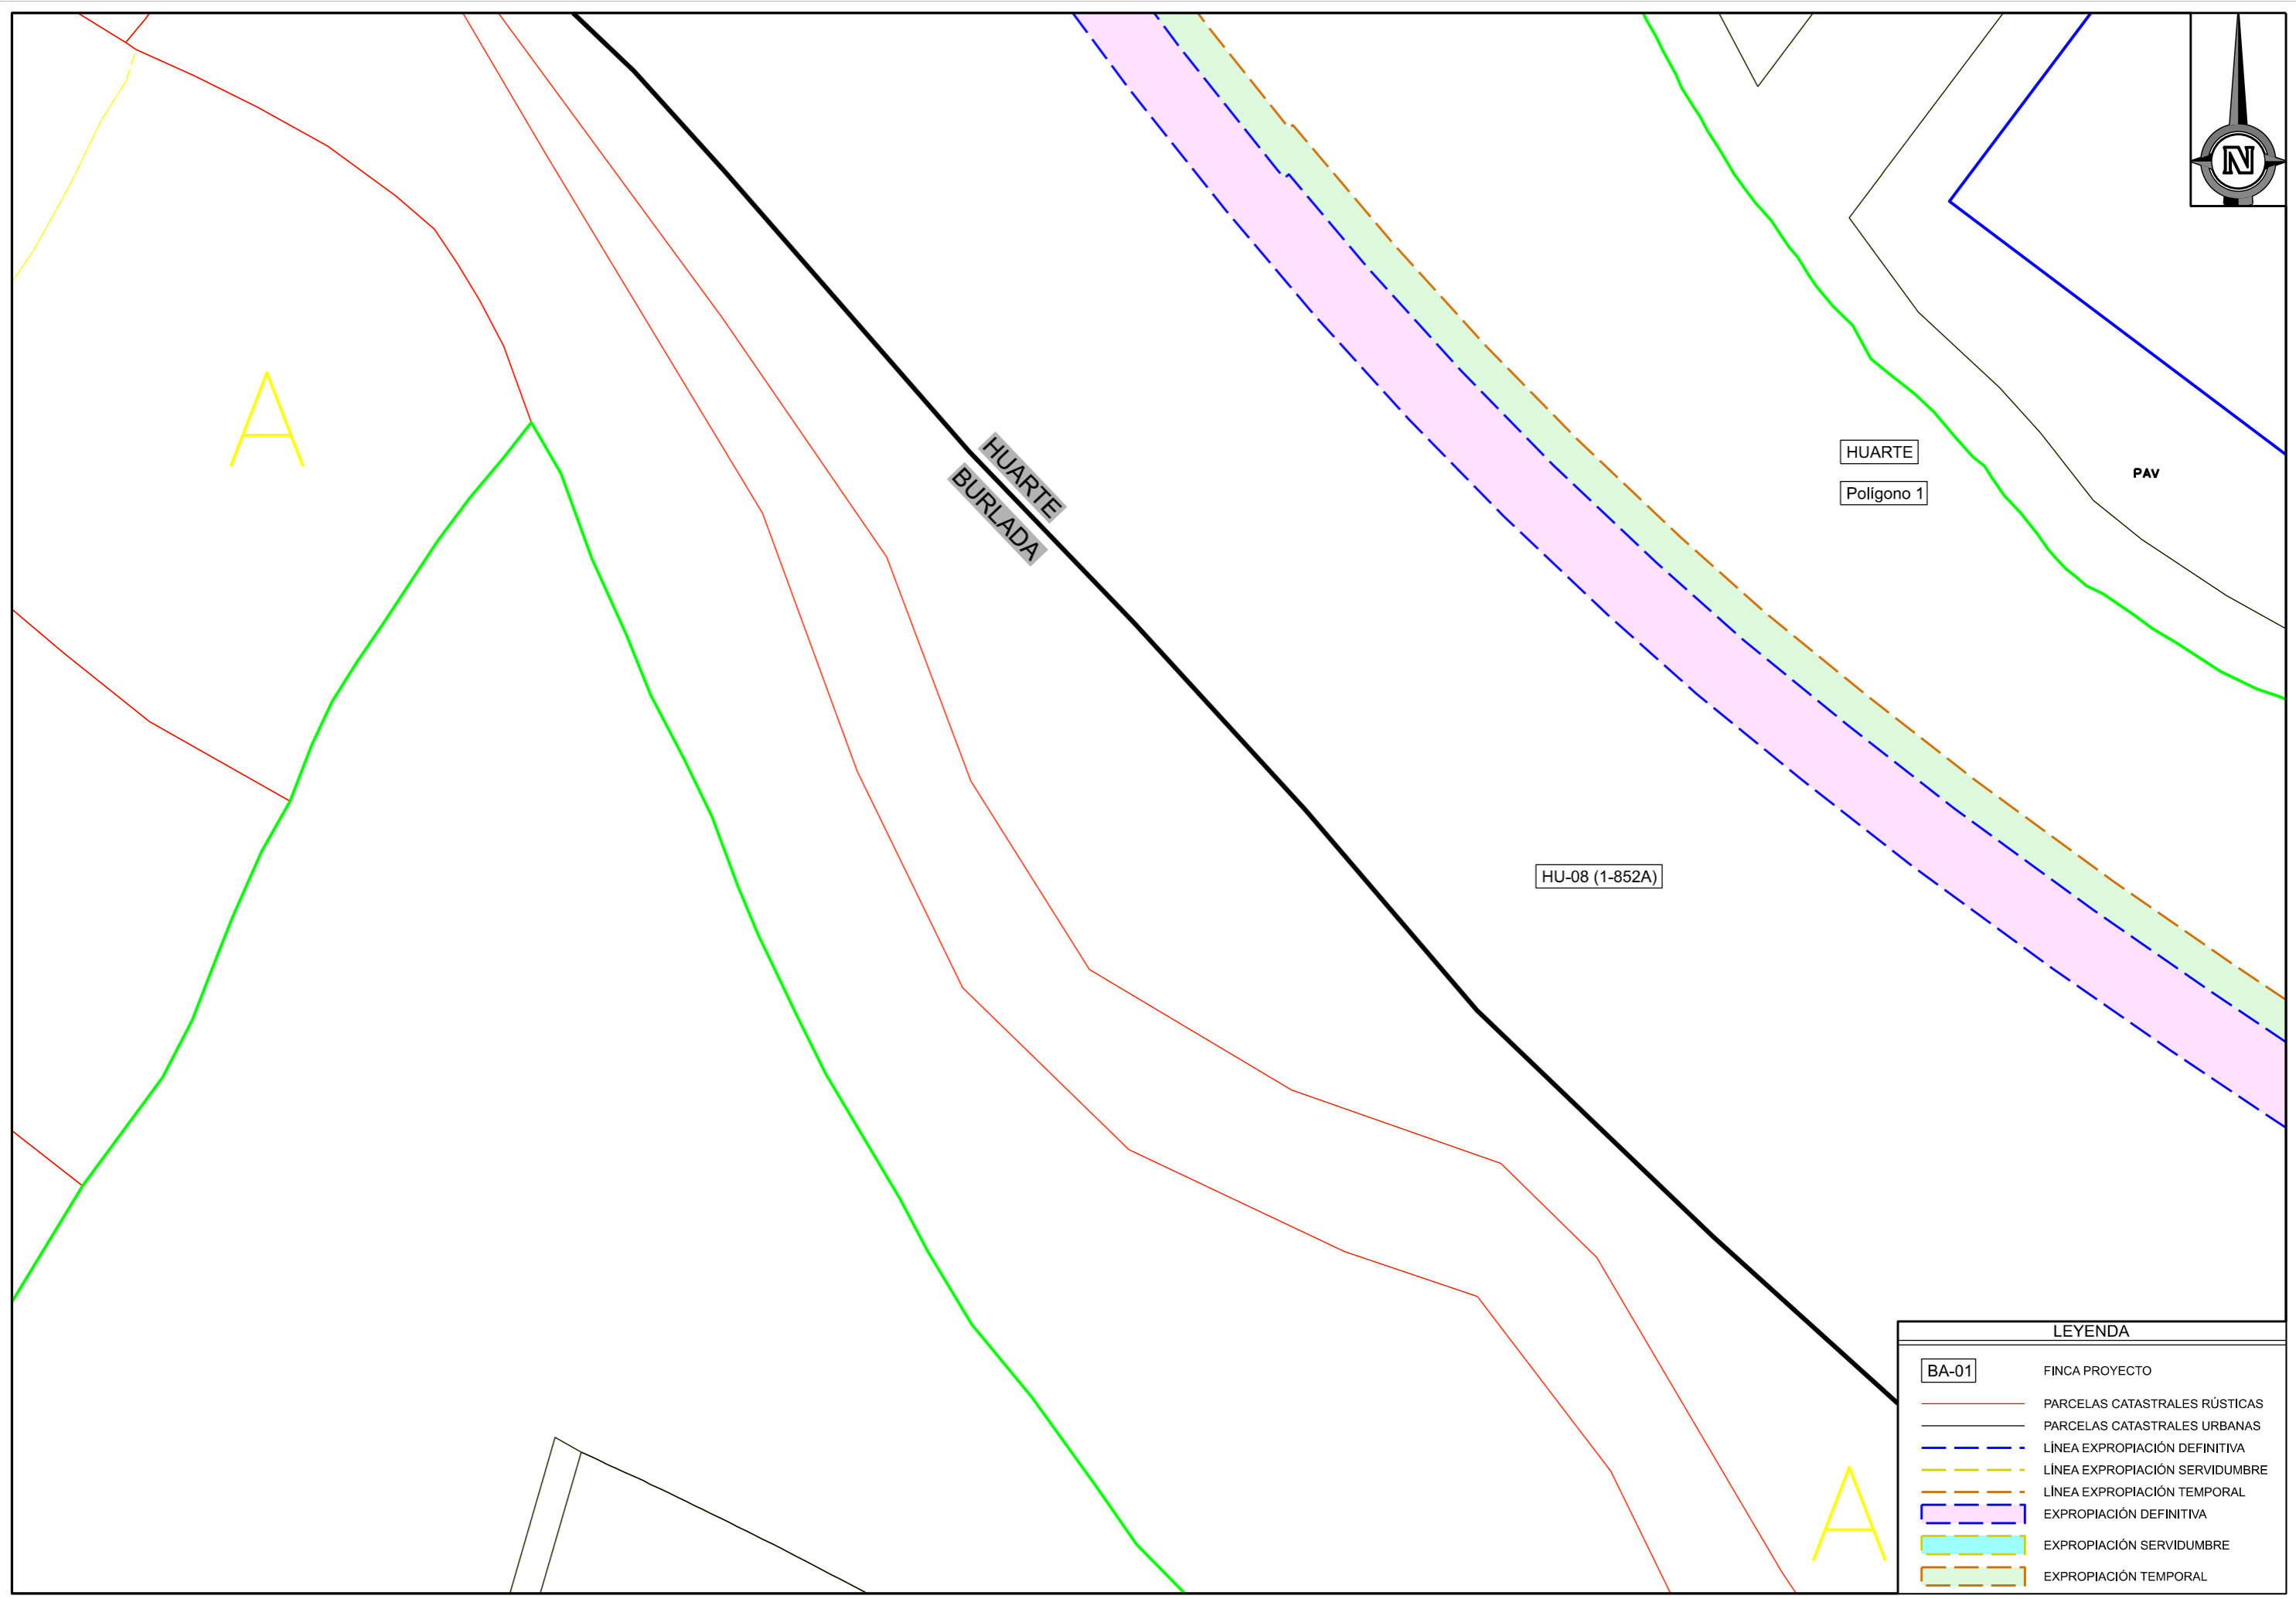 N
A
HUARTE
BURLADA
HUARTE
Polígono 1
PAV
HU-08 (1-852A)
A
LEYENDA
BA-01 FINCA PROYECTO
PARCELAS CATASTRALES RÚSTICAS
PARCELAS CATASTRALES URBANAS
LÍNEA EXPROPIACIÓN DEFINITIVA
LÍNEA EXPROPIACIÓN SERVIDUMBRE
LÍNEA EXPROPIACIÓN TEMPORAL
EXPROPIACIÓN DEFINITIVA
EXPROPIACIÓN SERVIDUMBRE
EXPROPIACIÓN TEMPORAL